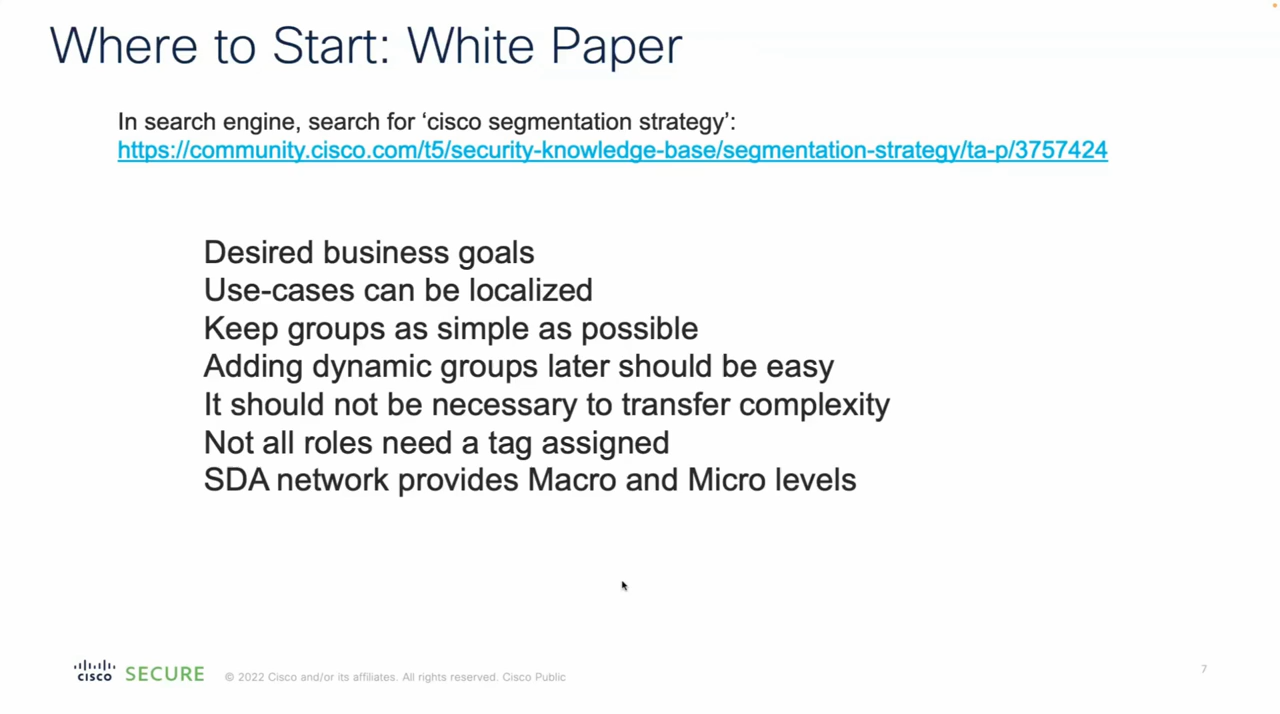 Where to Start: White Paper
In search engine, search for ‘cisco segmentation strategy’:
https://community.cisco.com/t5/security-knowledge-base/segmentation-strategy/ta-p/3757424
Desired business goals
Use-cases can be localized
Keep groups as simple as possible
Adding dynamic groups later should be easy
It should not be necessary to transfer complexity
Not all roles need a tag assigned
SDA network provides Macro and Micro levels
cisco SECURE © 2022 Cisco and/or its affiliates. All rights reserved. Cisco Public
7